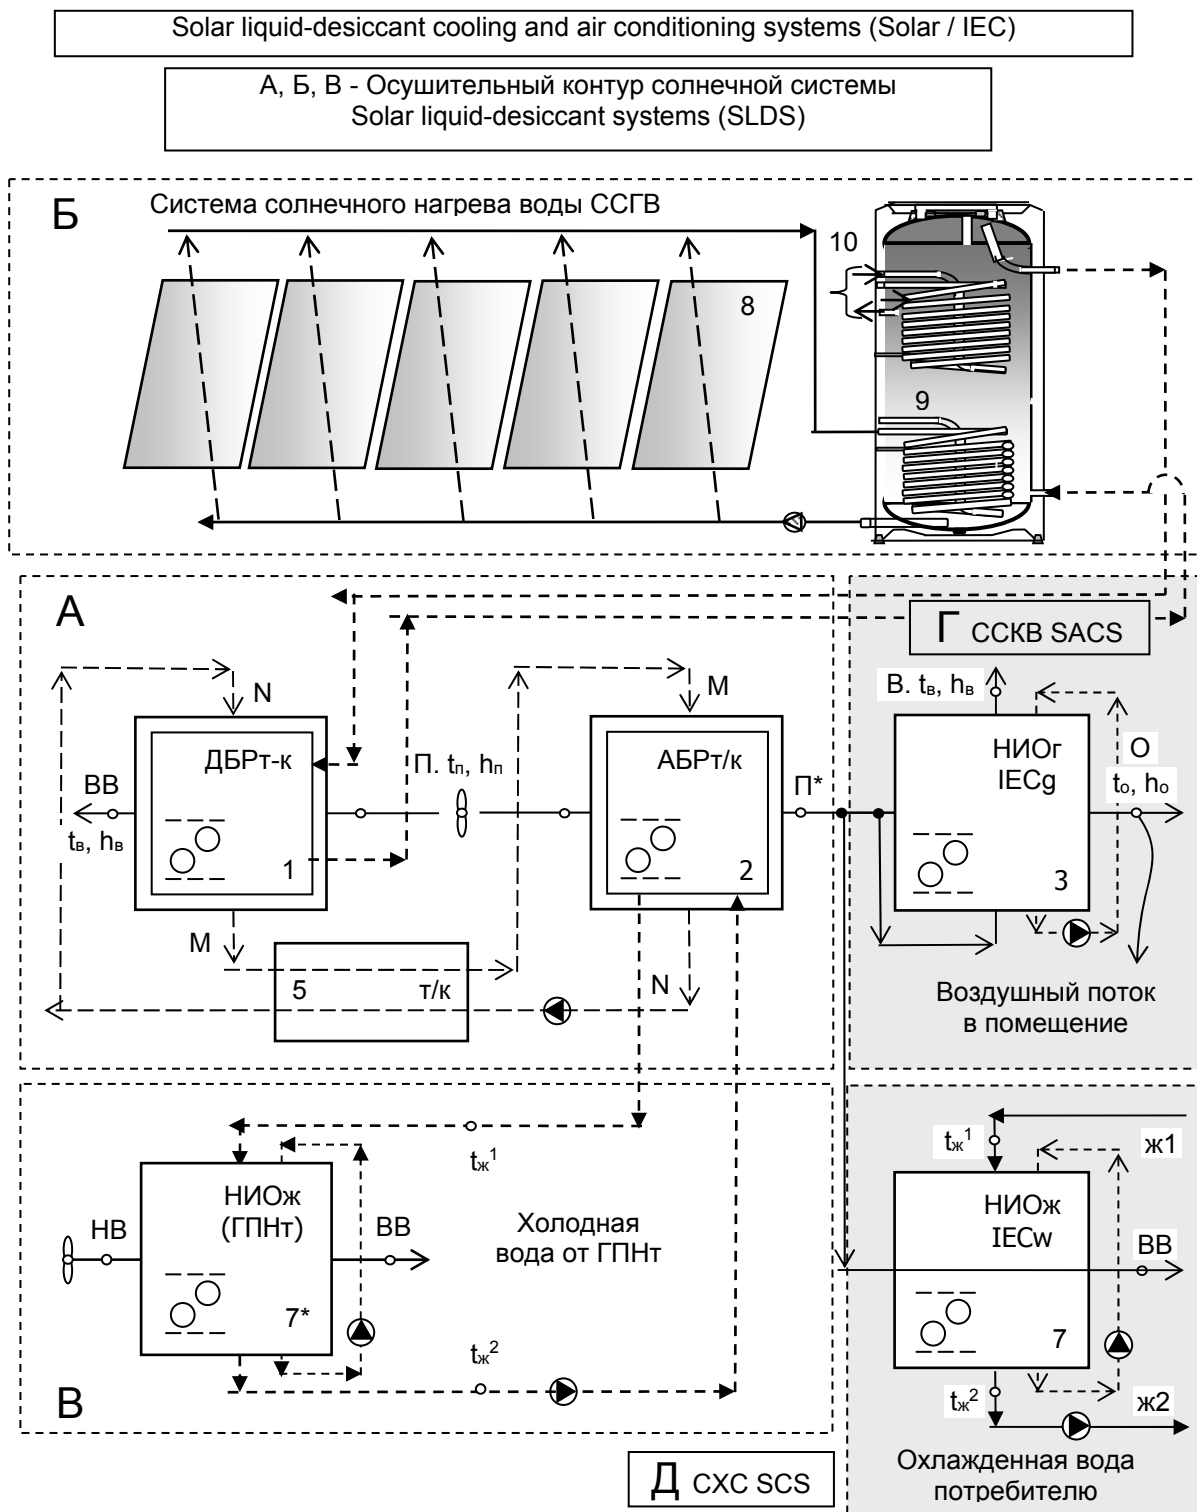 Solar liquid-desiccant cooling and air conditioning systems (Solar / IEC)
А, Б, В - Осушительный контур солнечной системы
Solar liquid-desiccant systems (SLDS)
Б
Система солнечного нагрева воды ССГВ
10
8
9
А
Г ССКВ SACS
N
M
В. tв, hв
ДБРт-к
П. tп, hп
АБРт/к
П*
НИОг
IECg
О
tо, hо
ВВ
tв, hв
1
2
3
M
N
5
т/к
Воздушный поток
в помещение
tж¹
tж¹
ж1
НИОж
(ГПНт)
НВ
ВВ
Холодная
вода от ГПНт
НИОж
IECw
ВВ
7*
7
tж²
tж²
ж2
В
Д СХС SCS
Охлажденная вода
потребителю